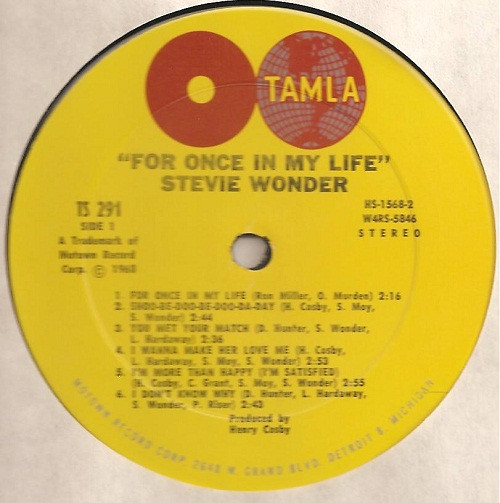 TAMLA
"FOR ONCE IN MY LIFE"
STEVIE WONDER
TS 291
SIDE 1
A Trademark of
Motown Record
Corp. © 1968
HS-1568-2
W4RS-5846
STEREO
1. FOR ONCE IN MY LIFE (Ron Miller, O. Murden) 2:16
2. SHOO-BE-DOO-BE-DOO-DA-DAY (H. Cosby, S. Moy,
S. Wonder) 2:44
3. YOU MET YOUR MATCH (D. Hunter, S. Wonder,
L. Hardaway) 2:36
4. I WANNA MAKE HER LOVE ME (H. Cosby,
L. Hardaway, S. Moy, S. Wonder) 2:53
5. I'M MORE THAN HAPPY (I'M SATISFIED)
(H. Cosby, C. Grant, S. Moy, S. Wonder) 2:55
6. I DON'T KNOW WHY (D. Hunter, L. Hardaway,
S. Wonder, P. Riser) 2:43
Produced by
Henry Cosby
MOTOWN RECORD CORP. 2648 W. GRAND BLVD. DETROIT 8, MICHIGAN